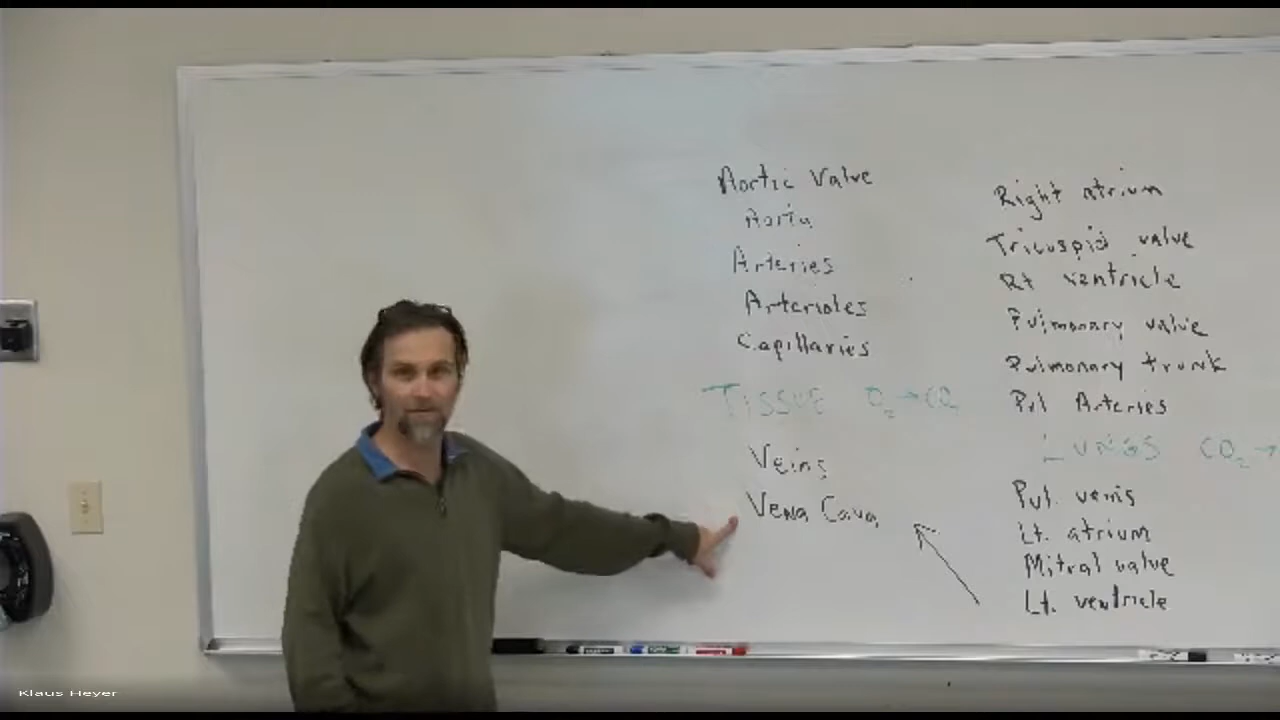 Aortic Valve
Aorta
Arteries
Arterioles
Capillaries
TISSUE O₂→CO₂
Veins
Vena Cava
Right atrium
Tricuspid valve
Rt ventricle
Pulmonary valve
Pulmonary trunk
Pul Arteries
LUNGS CO₂→
Pul. veins
Lt. atrium
Mitral valve
Lt. ventricle
Klaus Heyer